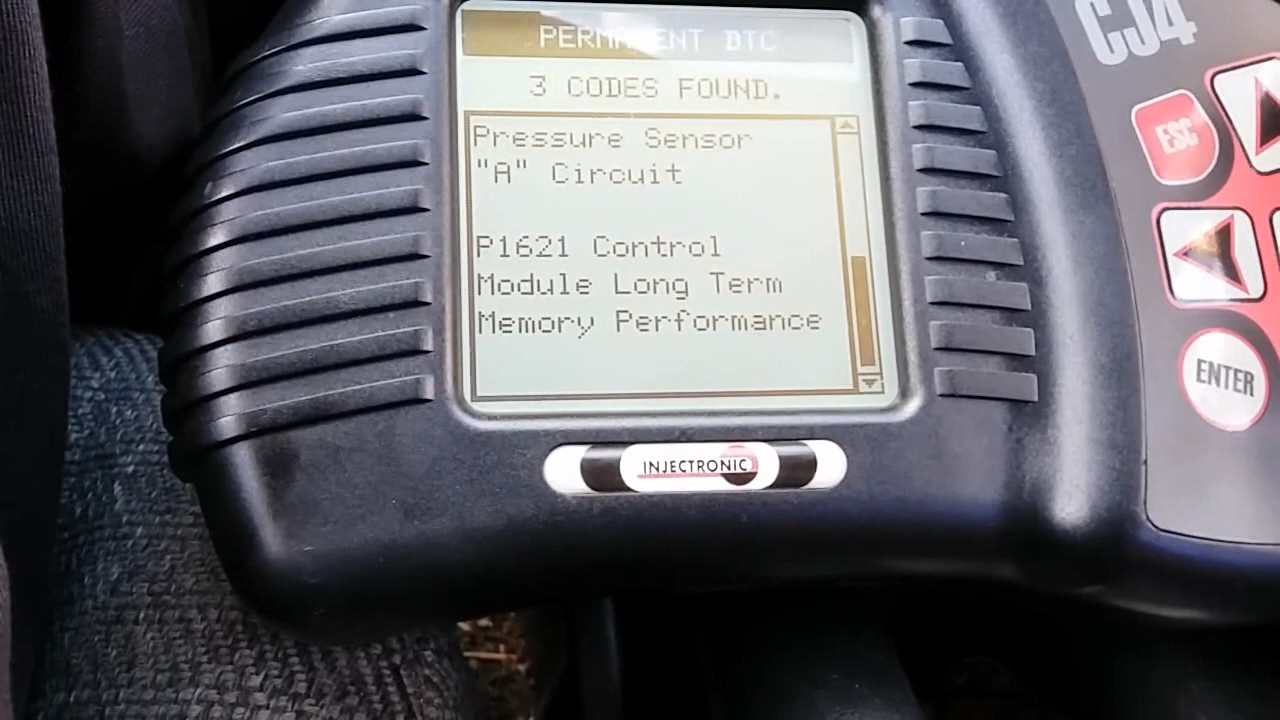 PERMANENT DTC
3 CODES FOUND.
Pressure Sensor
"A" Circuit
P1621 Control
Module Long Term
Memory Performance
INJECTRONIC
CJ4
ESC
ENTER